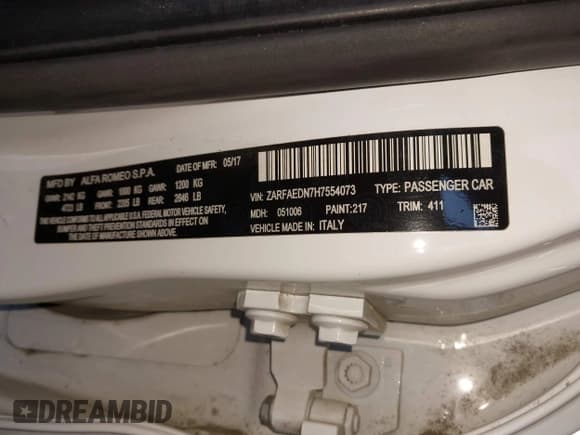 MFD BY ALFA ROMEO S.P.A. DATE OF MFR: 05/17
GVWR: 2142 KG GAWR: 1000 KG GAWR: 1200 KG
LB FRONT: 2205 LB REAR: 2646 LB
THIS VEHICLE CONFORMS TO ALL APPLICABLE U.S.A. FEDERAL MOTOR VEHICLE SAFETY,
BUMPER AND THEFT PREVENTION STANDARDS IN EFFECT ON
THE DATE OF MANUFACTURE SHOWN ABOVE.
VIN: ZARFAEDN7H7554073 TYPE: PASSENGER CAR
MDH: 051006 PAINT:217 TRIM: 411
VEHICLE MADE IN: ITALY
DREAMBID